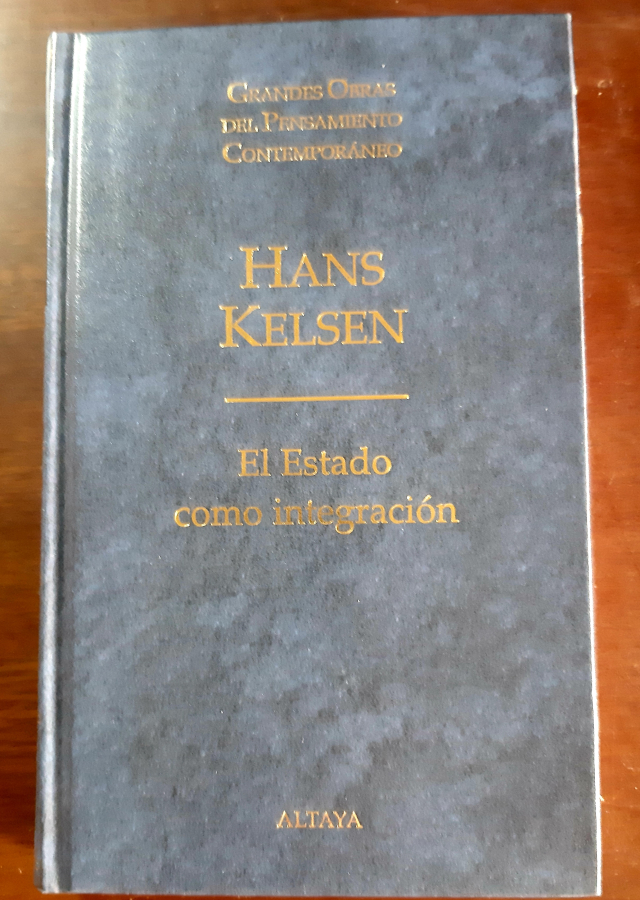 GRANDES OBRAS
DEL PENSAMIENTO
CONTEMPORÁNEO
HANS
KELSEN
El Estado
como integración
ALTAYA